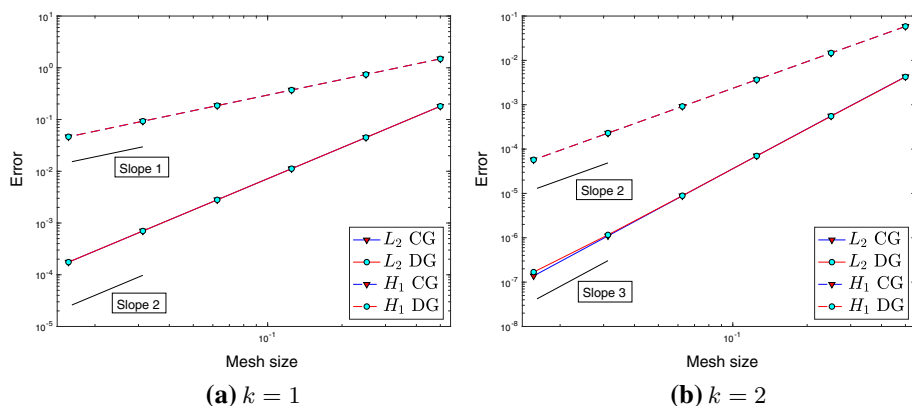 10^1
10^0
10^-1
10^-2
10^-3
10^-4
10^-5
Error
Slope 1
Slope 2
L_2 CG
L_2 DG
H_1 CG
H_1 DG
10^-1
Mesh size
(a) k = 1
10^-1
10^-2
10^-3
10^-4
10^-5
10^-6
10^-7
10^-8
Error
Slope 2
Slope 3
L_2 CG
L_2 DG
H_1 CG
H_1 DG
10^-1
Mesh size
(b) k = 2